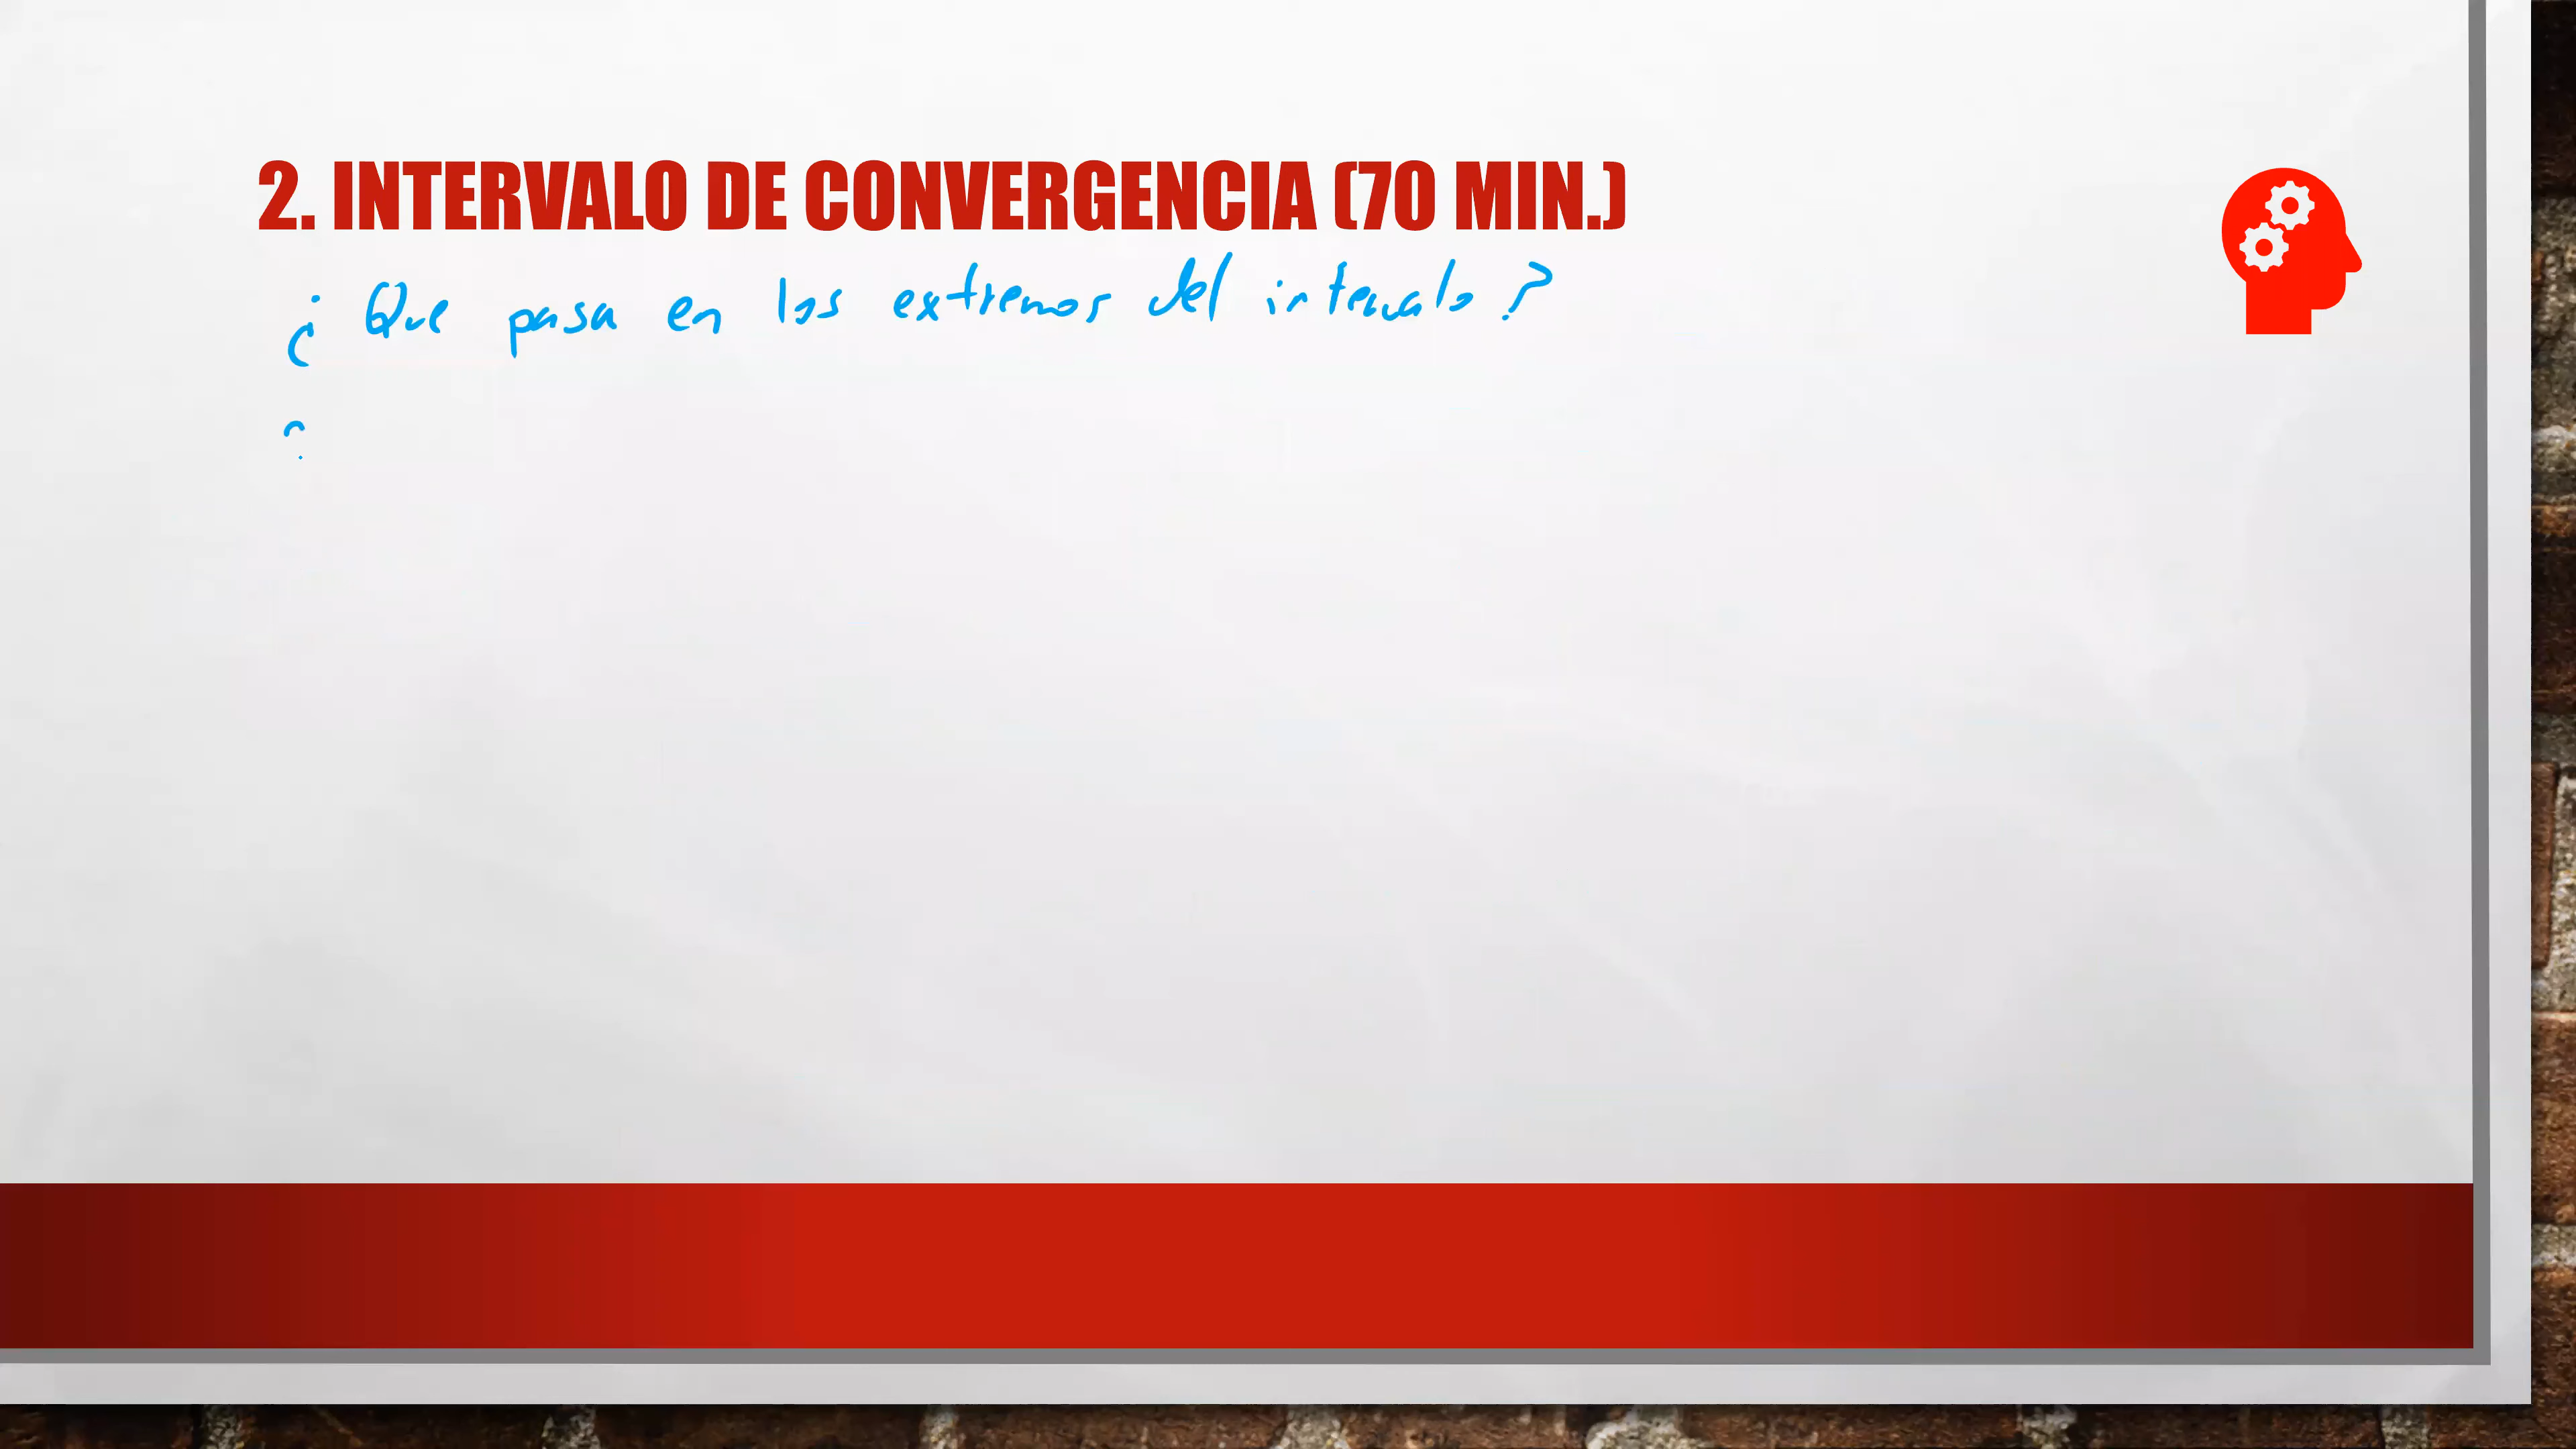 2. INTERVALO DE CONVERGENCIA (70 MIN.)
¿ Que pasa en los extremos del intervalo ?